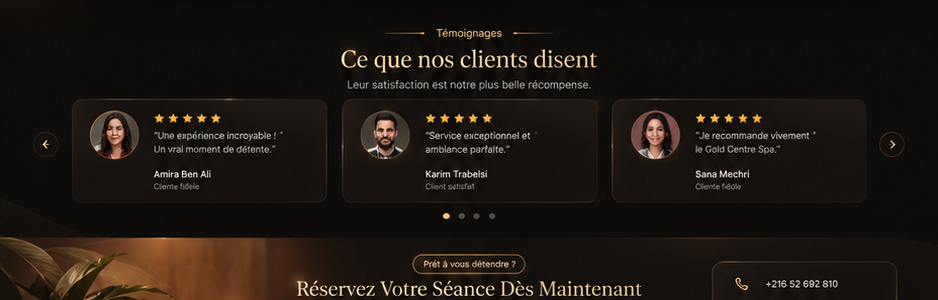 Témoignages
Ce que nos clients disent
Leur satisfaction est notre plus belle récompense.
"Une expérience incroyable ! "
Un vrai moment de détente."
Amira Ben Ali
Cliente fidèle
"Service exceptionnel et "
ambiance parfaite."
Karim Trabelsi
Client satisfait
"Je recommande vivement "
le Gold Centre Spa."
Sana Mechri
Cliente fidèle
Prêt à vous détendre ?
Réservez Votre Séance Dès Maintenant
+216 52 692 810